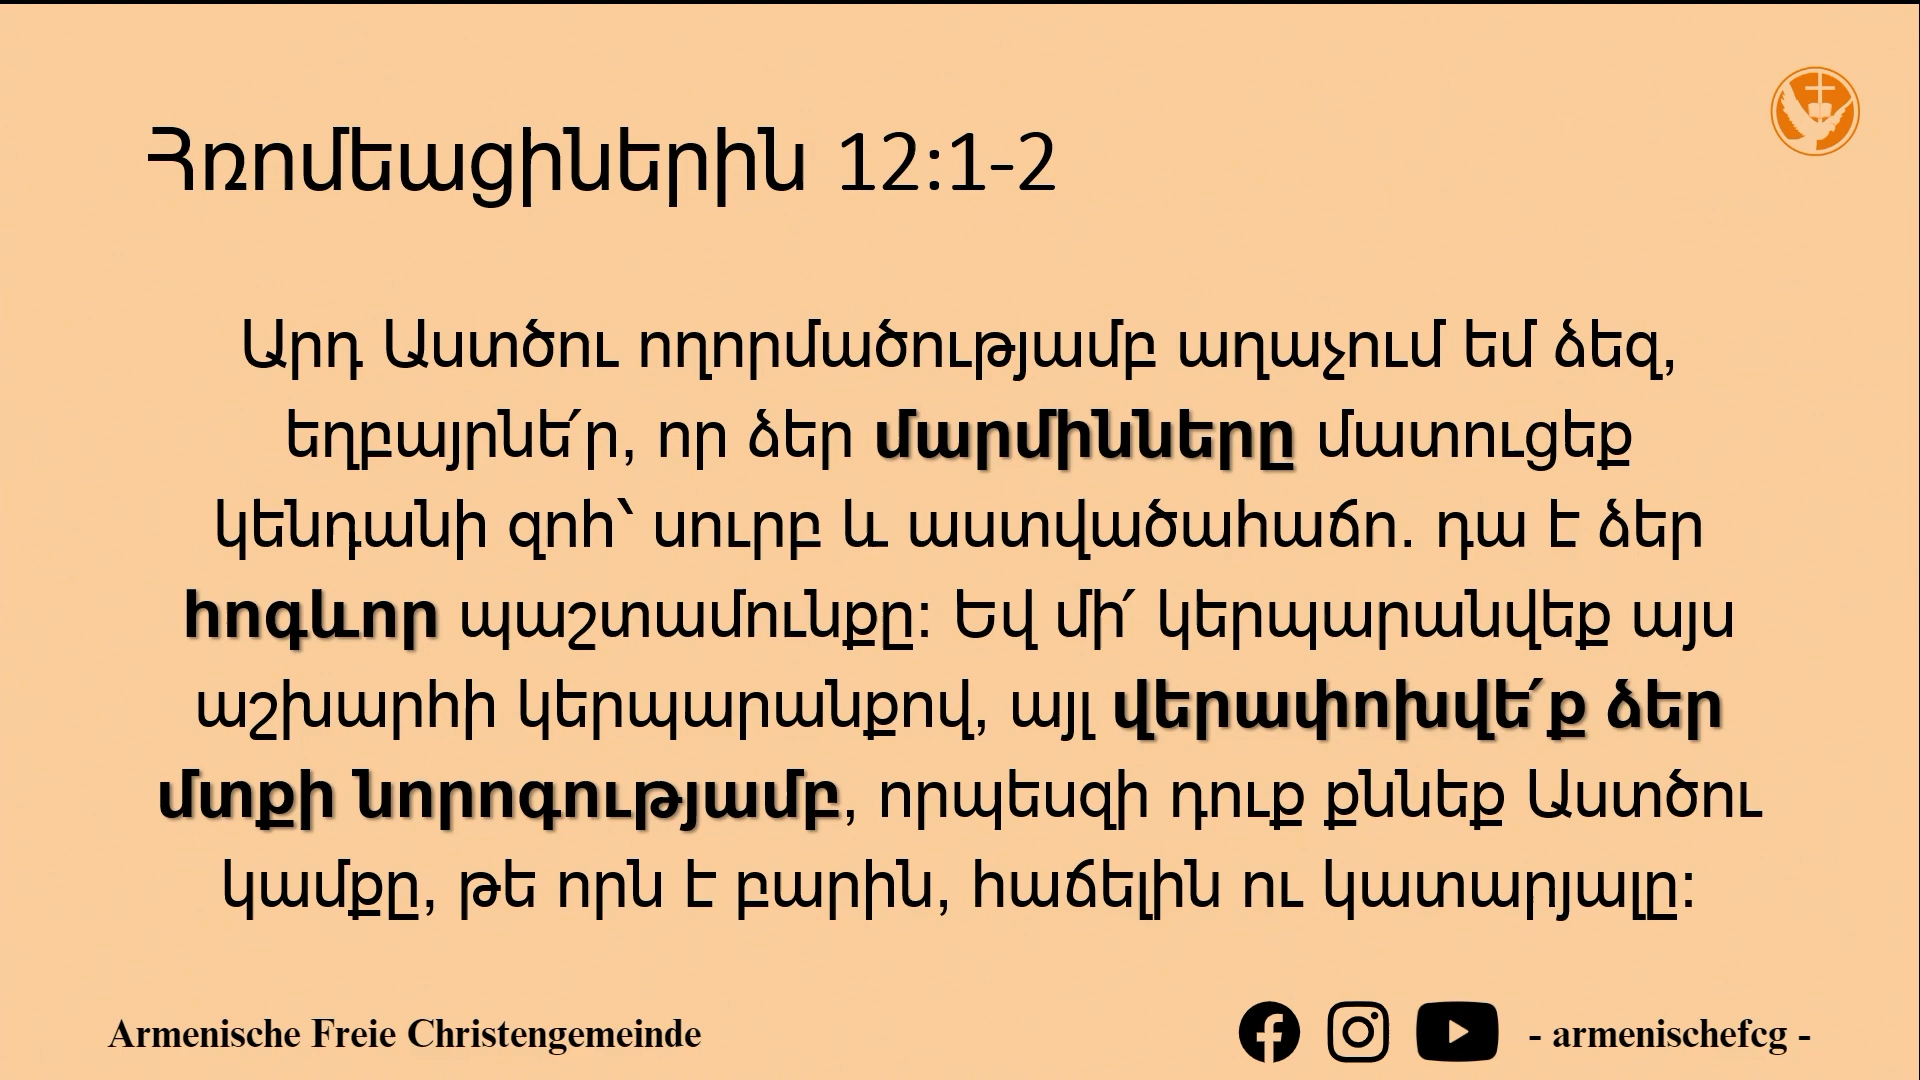 Հռոմեացիներին 12:1-2
Արդ Աստծու ողորմածությամբ աղաչում եմ ձեզ,
եղբայրնե՛ր, որ ձեր մարմինները մատուցեք
կենդանի զոհ՝ սուրբ և աստվածահաճո. դա է ձեր
հոգևոր պաշտամունքը: Եվ մի՛ կերպարանվեք այս
աշխարհի կերպարանքով, այլ վերափոխվե՛ք ձեր
մտքի նորոգությամբ, որպեսզի դուք քննեք Աստծու
կամքը, թե որն է բարին, հաճելին ու կատարյալը:
Armenische Freie Christengemeinde
- armenischefcg -